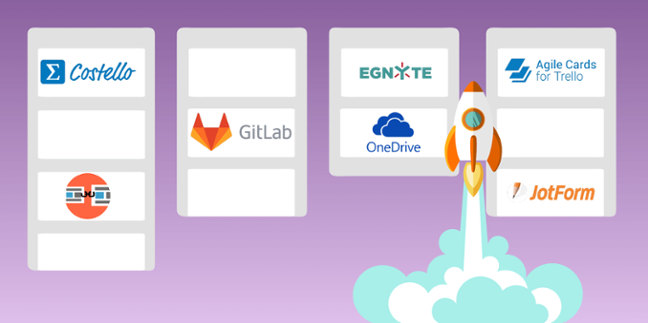 Costello
GitLab
EGNYTE
OneDrive
Agile Cards
for Trello
JotForm